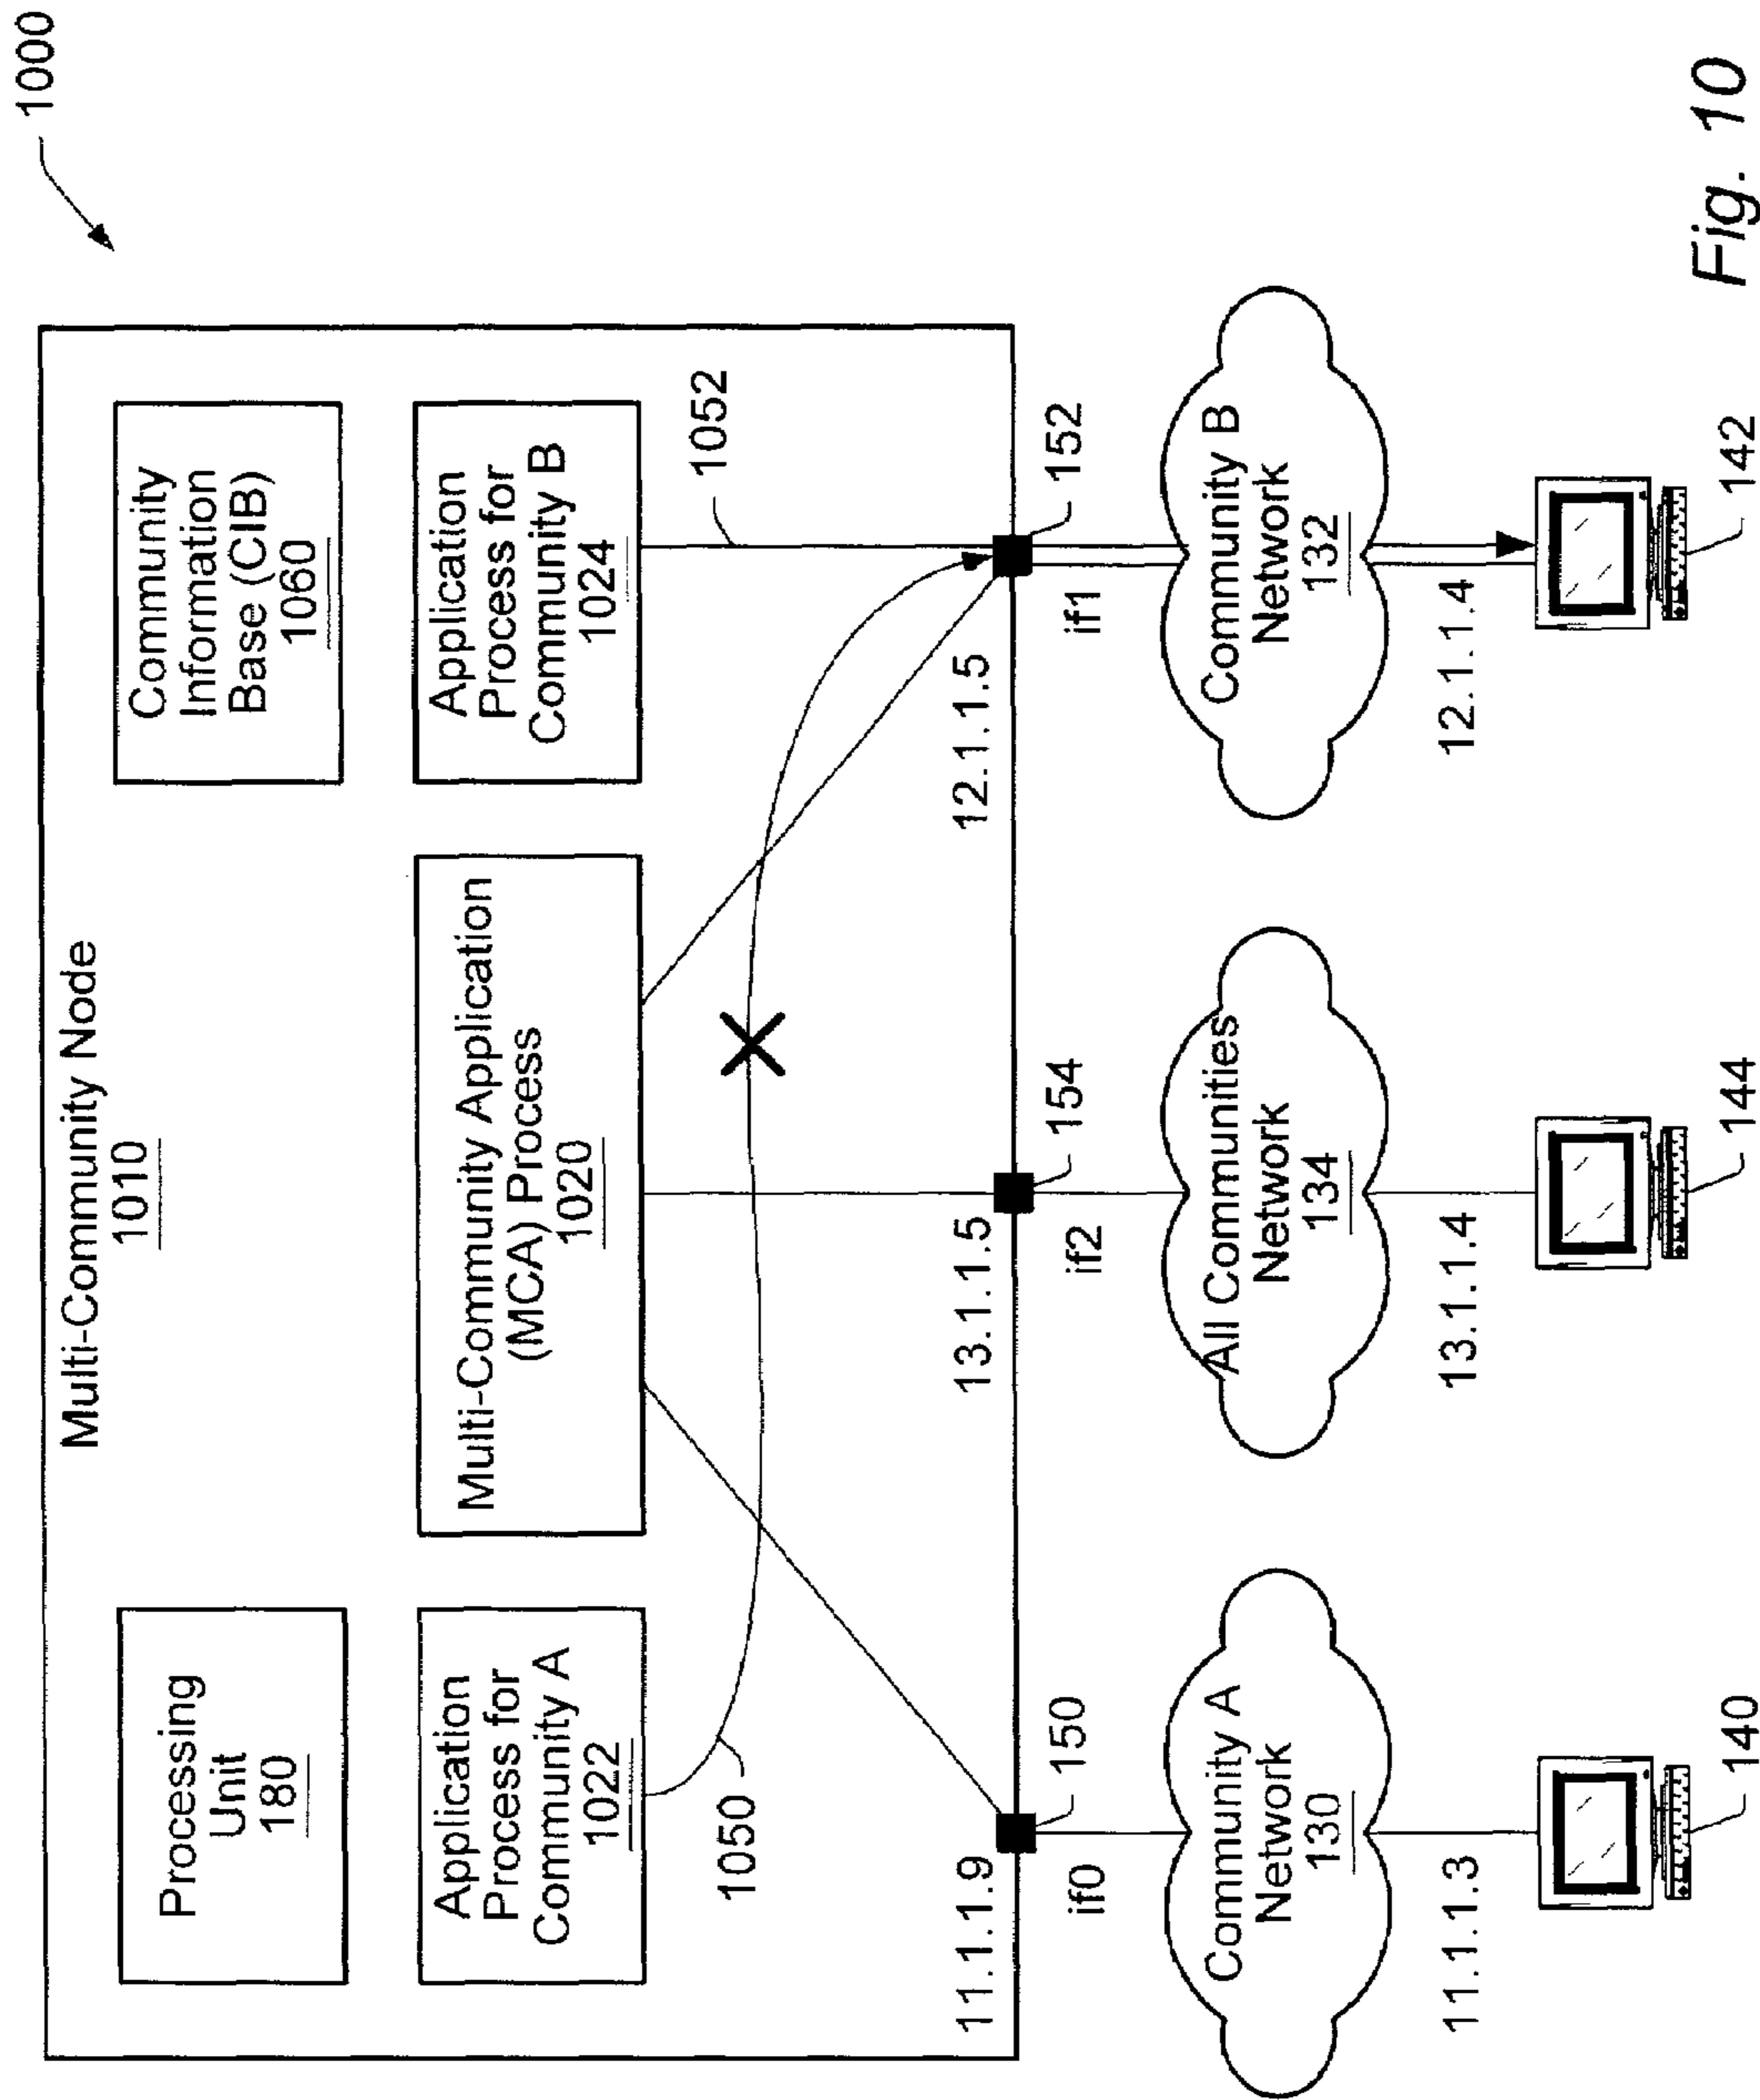 1000
Multi-Community Node
1010
Processing
Unit
180
Community
Information
Base (CIB)
1060
Application
Process for
Community A
1022
Multi-Community Application
(MCA) Process
1020
Application
Process for
Community B
1024
1050
1052
11.1.1.9
150
13.1.1.5
154
12.1.1.5
152
if0
if2
if1
Community A
Network
130
All Communities
Network
134
Community B
Network
132
11.1.1.3
13.1.1.4
12.1.1.4
140
144
142
Fig. 10